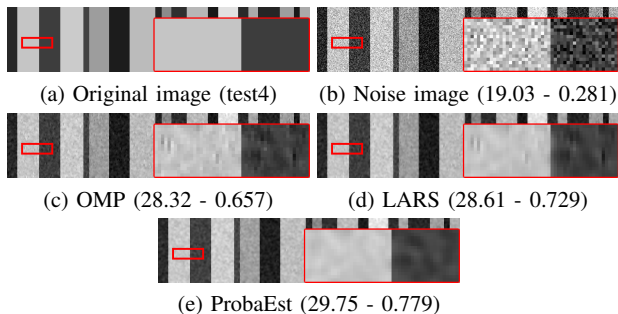 (a) Original image (test4)
(b) Noise image (19.03 - 0.281)
(c) OMP (28.32 - 0.657)
(d) LARS (28.61 - 0.729)
(e) ProbaEst (29.75 - 0.779)